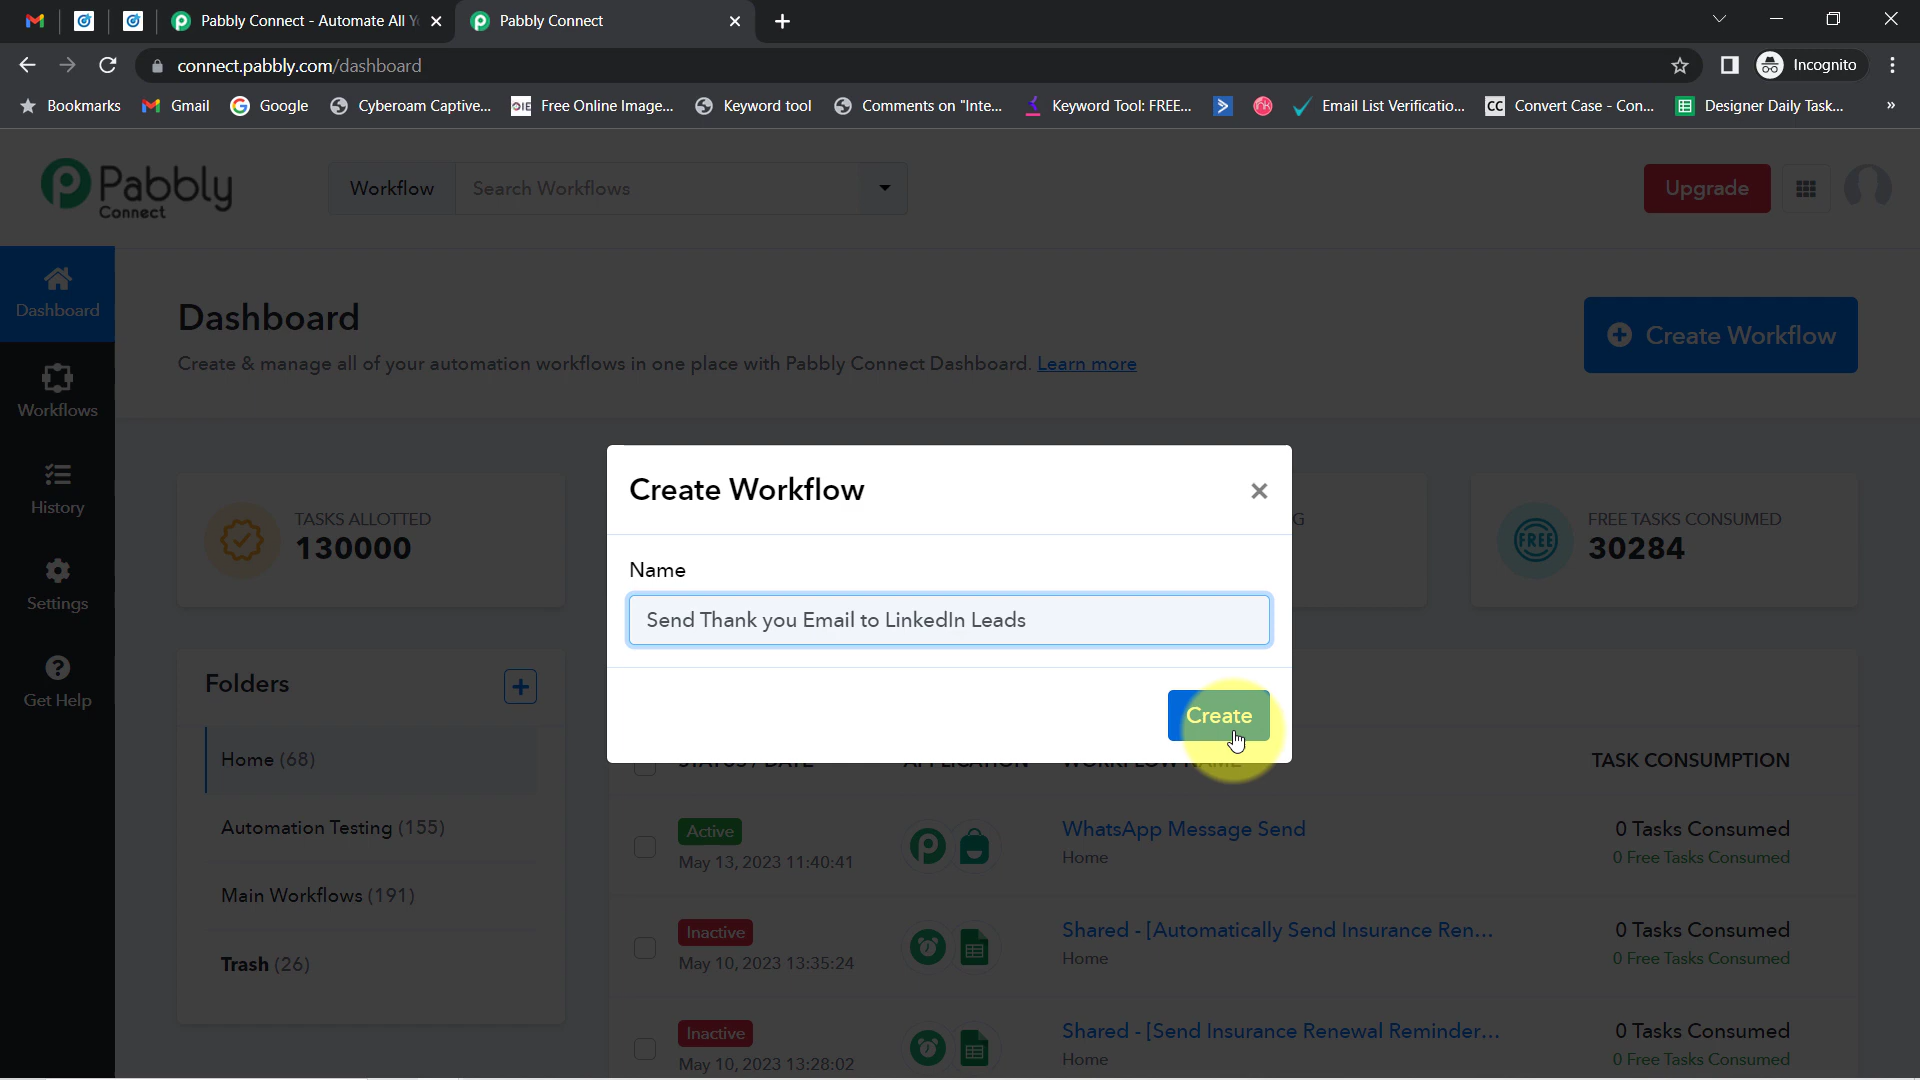 Pabbly Connect - Automate All Y
Pabbly Connect
connect.pabbly.com/dashboard
Incognito
Bookmarks
Gmail
Google
Cyberoam Captive...
OIE
Free Online Image...
Keyword tool
Comments on "Inte...
Keyword Tool: FREE...
Email List Verificatio...
CC
Convert Case - Con...
Designer Daily Task...
»
Pabbly
Connect
Workflow
Search Workflows
Upgrade
Dashboard
Workflows
History
Settings
Get Help
Dashboard
Create & manage all of your automation workflows in one place with Pabbly Connect Dashboard. Learn more
Create Workflow
TASKS ALLOTTED
130000
G
FREE
FREE TASKS CONSUMED
30284
Create Workflow
Name
Send Thank you Email to LinkedIn Leads
Create
Folders
Home (68)
Automation Testing (155)
Main Workflows (191)
Trash (26)
STATUS / DATE
APPLICATION
WORKFLOW NAME
TASK CONSUMPTION
Active
May 13, 2023 11:40:41
WhatsApp Message Send
Home
0 Tasks Consumed
0 Free Tasks Consumed
Inactive
May 10, 2023 13:35:24
Shared - [Automatically Send Insurance Ren...
Home
0 Tasks Consumed
0 Free Tasks Consumed
Inactive
May 10, 2023 13:28:02
Shared - [Send Insurance Renewal Reminder...
Home
0 Tasks Consumed
0 Free Tasks Consumed